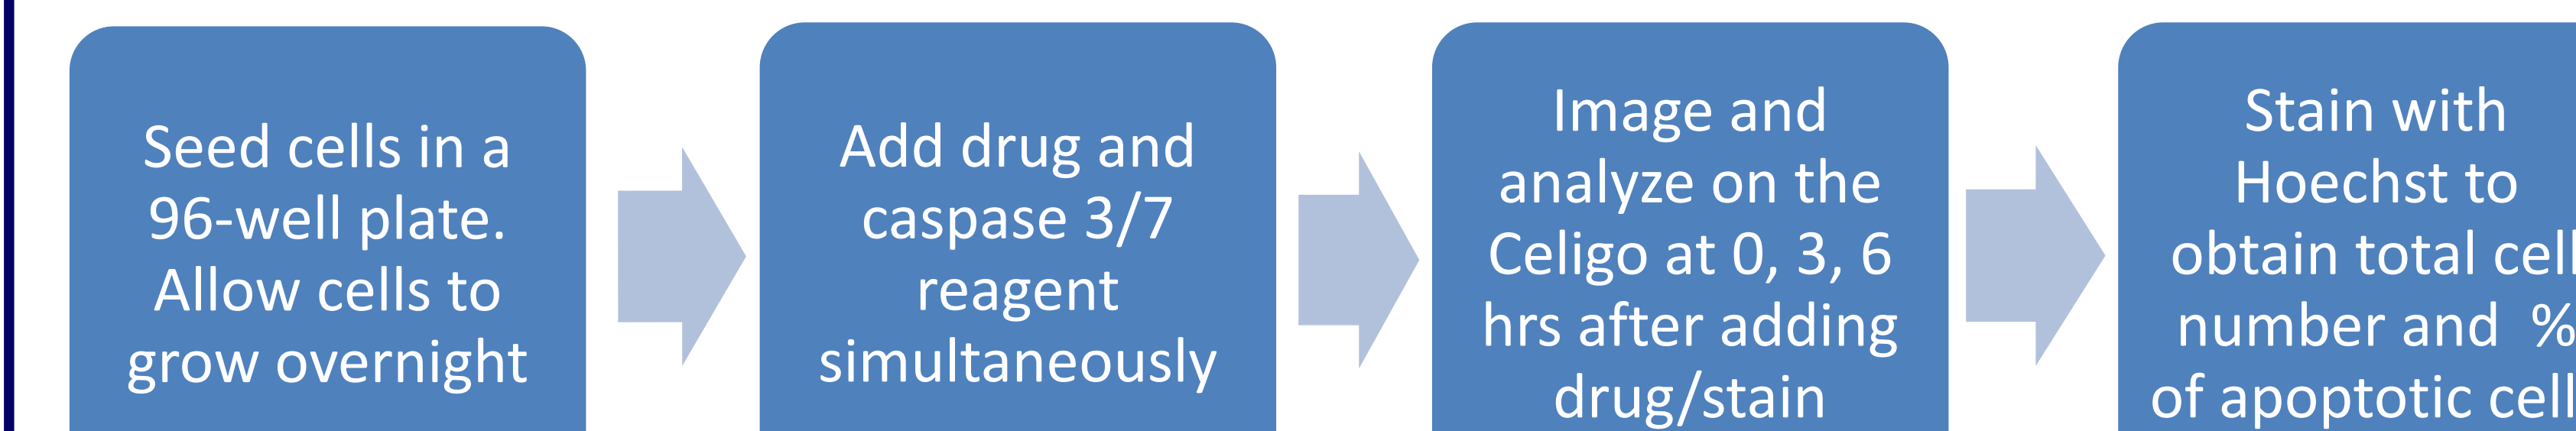 Seed cells in a
96-well plate.
Allow cells to
grow overnight
Add drug and
caspase 3/7
reagent
simultaneously
Image and
analyze on the
Celigo at 0, 3, 6
hrs after adding
drug/stain
Stain with
Hoechst to
obtain total cell
number and %
of apoptotic cell